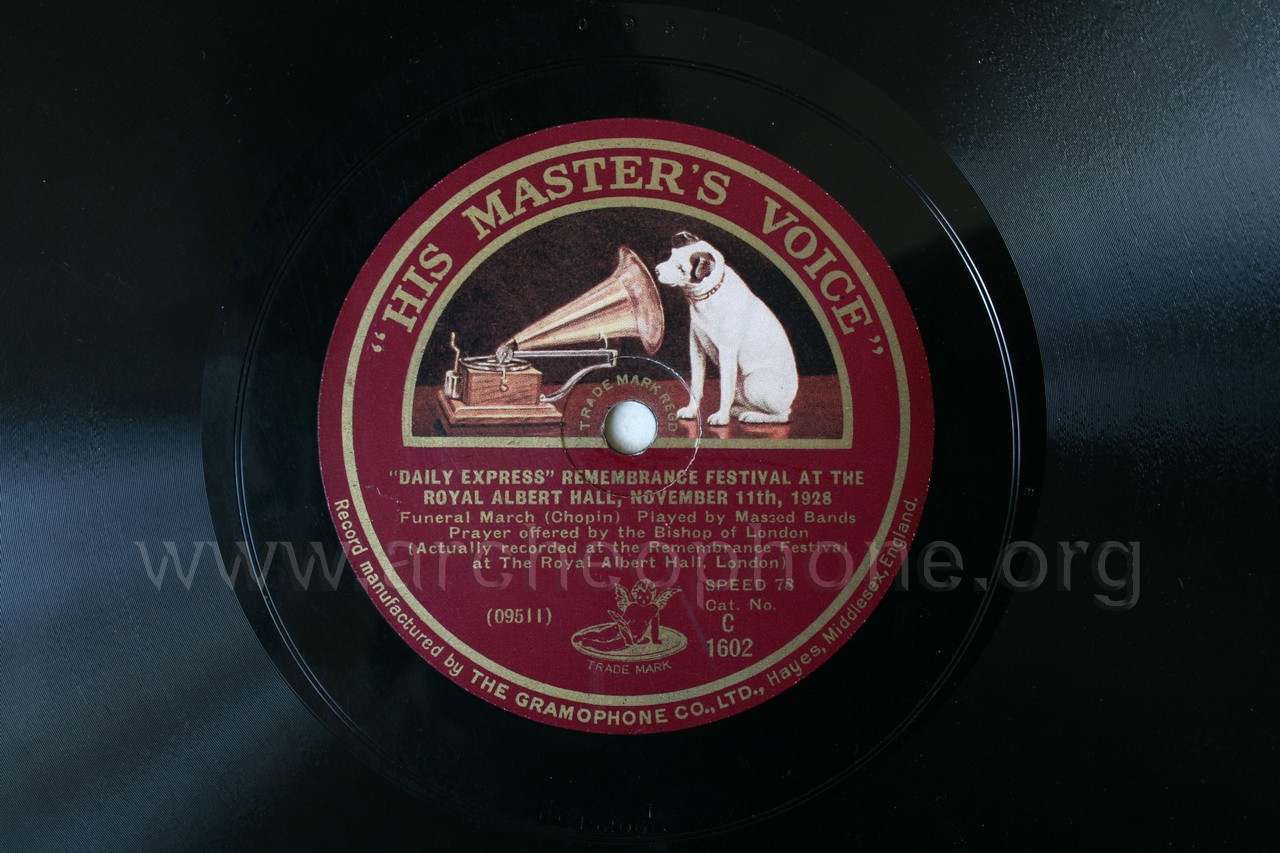 0951
“HIS MASTER'S VOICE”
TRADE MARK REGD
"DAILY EXPRESS" REMEMBRANCE FESTIVAL AT THE
ROYAL ALBERT HALL, NOVEMBER 11th, 1928
Funeral March (Chopin) Played by Massed Bands
Prayer offered by the Bishop of London
(Actually recorded at the Remembrance Festival
at The Royal Albert Hall, London)
www.archeophone.org
SPEED 78
Cat. No.
C
1602
(09511)
TRADE MARK
Record manufactured by THE GRAMOPHONE CO., LTD., Hayes, Middlesex, England.